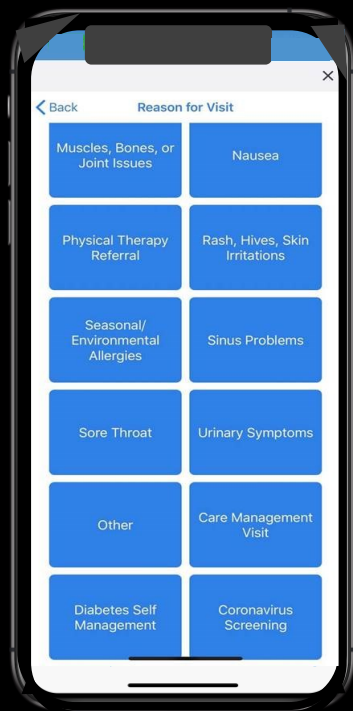 Back
Reason for Visit
Muscles, Bones, or
Joint Issues
Nausea
Physical Therapy
Referral
Rash, Hives, Skin
Irritations
Seasonal/
Environmental
Allergies
Sinus Problems
Sore Throat
Urinary Symptoms
Other
Care Management
Visit
Diabetes Self
Management
Coronavirus
Screening